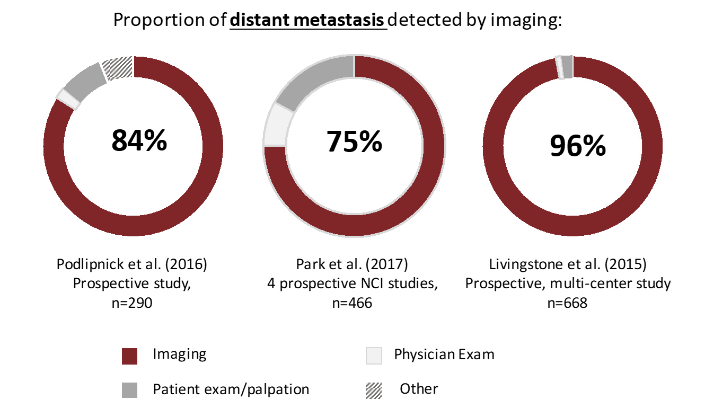 Proportion of distant metastasis detected by imaging:
84%
75%
96%
Podlipnick et al. (2016)
Prospective study,
n=290
Park et al. (2017)
4 prospective NCI studies,
n=466
Livingstone et al. (2015)
Prospective, multi-center study
n=668
Imaging
Physician Exam
Patient exam/palpation
Other